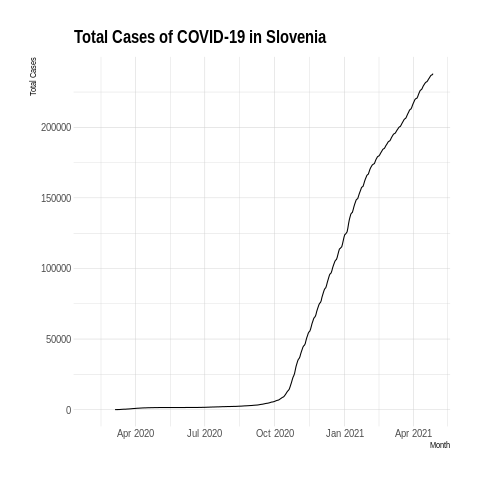 Total Cases of COVID-19 in Slovenia
Total Cases
200000
150000
100000
50000
0
Apr 2020 Jul 2020 Oct 2020 Jan 2021 Apr 2021
Month